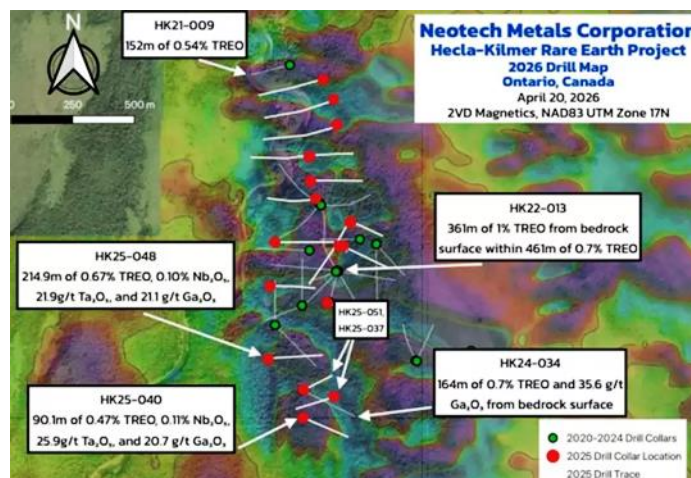 HK21-009
152m of 0.54% TREO
N
250
500 m
Neotech Metals Corporation
Hecla-Kilmer Rare Earth Project
2026 Drill Map
Ontario, Canada
April 20, 2026
2VD Magnetics, NAD83 UTM Zone 17N
HK22-013
361m of 1% TREO from bedrock
surface within 461m of 0.7% TREO
HK25-048
214.9m of 0.67% TREO, 0.10% Nb₂O₅,
21.9g/t Ta₂O₅, and 21.1 g/t Ga₂O₃
HK25-051,
HK25-037
HK24-034
164m of 0.7% TREO and 35.6 g/t
Ga₂O₃ from bedrock surface
HK25-040
90.1m of 0.47% TREO, 0.11% Nb₂O₅,
25.9g/t Ta₂O₅, and 20.7 g/t Ga₂O₃
2020-2024 Drill Collars
2025 Drill Collar Location
2025 Drill Trace